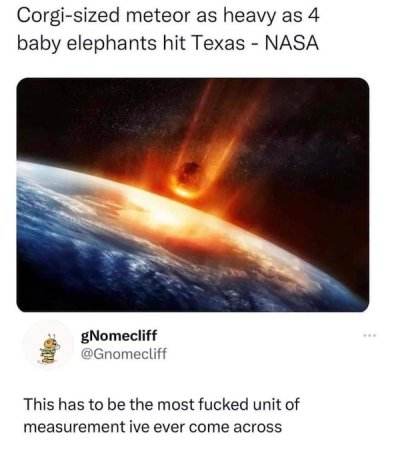 Corgi-sized meteor as heavy as 4
baby elephants hit Texas - NASA
gNomecliff
@Gnomecliff
This has to be the most fucked unit of
measurement ive ever come across